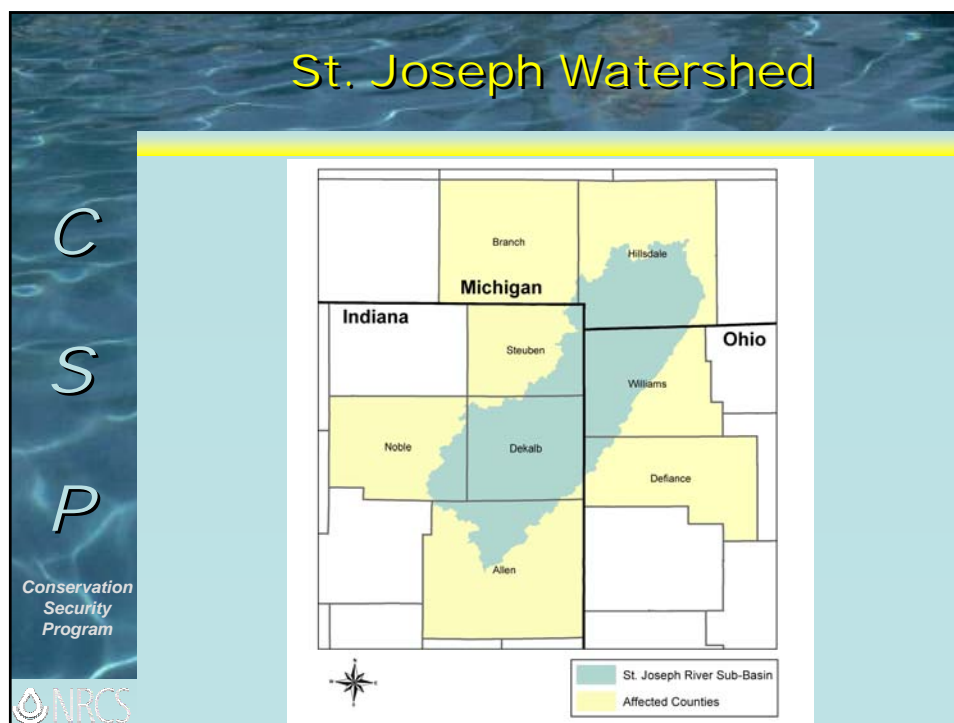 St. Joseph Watershed
C
S
P
Conservation
Security
Program
NRCS
Branch
Hillsdale
Michigan
Indiana
Ohio
Steuben
Williams
Noble
Dekalb
Defiance
Allen
St. Joseph River Sub-Basin
Affected Counties